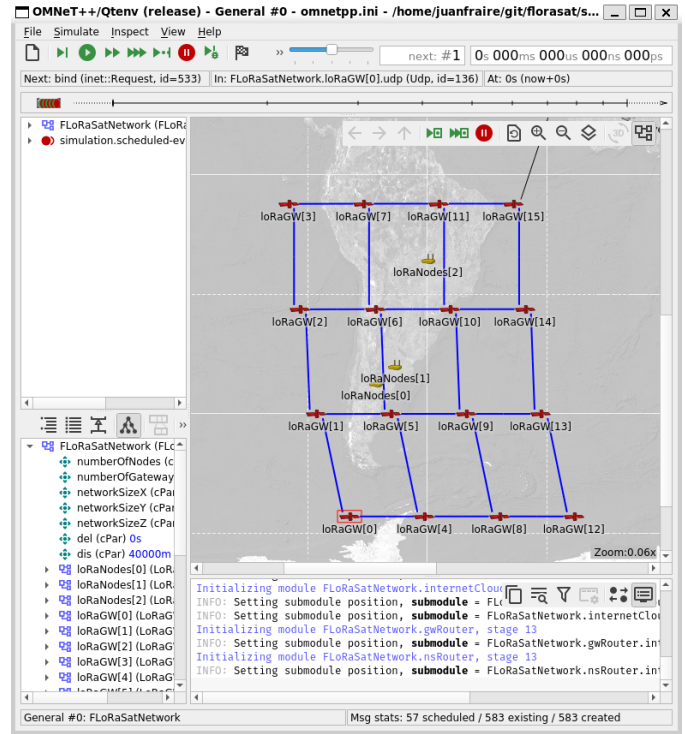 OMNeT++/Qtenv (release) - General #0 - omnetpp.ini - /home/juanfraire/git/florasat/s...
File Simulate Inspect Help
next: #1 0s 000ms 000us 000ns 000ps
Next: bind (inet::Request, id=533) In: FLoRaSatNetwork.loRaGW[0].udp (Udp, id=136) At: 0s (now+0s)
FLoRaSatNetwork (FLoRa
simulation.scheduled-ev
3D
loRaGW[3] loRaGW[7] loRaGW[11] loRaGW[15]
loRaNodes[2]
loRaGW[2] loRaGW[6] loRaGW[10] loRaGW[14]
loRaNodes[1]
loRaNodes[0]
loRaGW[1] loRaGW[5] loRaGW[9] loRaGW[13]
loRaGW[0] loRaGW[4] loRaGW[8] loRaGW[12]
Zoom:0.06x
FLoRaSatNetwork (FLc
numberOfNodes (c
numberOfGateway
networkSizeX (cPar
networkSizeY (cPar
networkSizeZ (cPar
del (cPar) 0s
dis (cPar) 40000m
loRaNodes[0] (LoRa
loRaNodes[1] (LoRa
loRaNodes[2] (LoRa
loRaGW[0] (LoRaG
loRaGW[1] (LoRaG
loRaGW[2] (LoRaG
loRaGW[3] (LoRaG
loRaGW[4] (LoRaG
Initializing module FLoRaSatNetwork.internetClou
INFO: Setting submodule position, submodule = FLo
INFO: Setting submodule position, submodule = FLoRaSatNetwork.internetClou
Initializing module FLoRaSatNetwork.gwRouter, stage 13
INFO: Setting submodule position, submodule = FLoRaSatNetwork.gwRouter.int
Initializing module FLoRaSatNetwork.nsRouter, stage 13
INFO: Setting submodule position, submodule = FLoRaSatNetwork.nsRouter.int
General #0: FLoRaSatNetwork Msg stats: 57 scheduled / 583 existing / 583 created